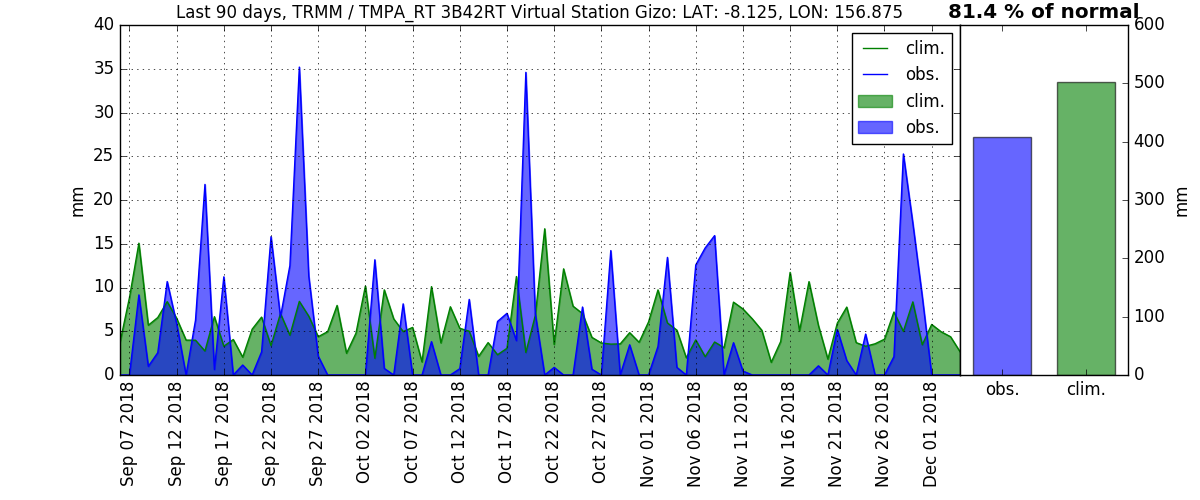 Last 90 days, TRMM / TMPA_RT 3B42RT Virtual Station Gizo: LAT: -8.125, LON: 156.875
81.4 % of normal
mm
40
35
30
25
20
15
10
5
0
clim.
obs.
clim.
obs.
Sep 07 2018
Sep 12 2018
Sep 17 2018
Sep 22 2018
Sep 27 2018
Oct 02 2018
Oct 07 2018
Oct 12 2018
Oct 17 2018
Oct 22 2018
Oct 27 2018
Nov 01 2018
Nov 06 2018
Nov 11 2018
Nov 16 2018
Nov 21 2018
Nov 26 2018
Dec 01 2018
600
500
400
300
200
100
0
mm
obs.
clim.